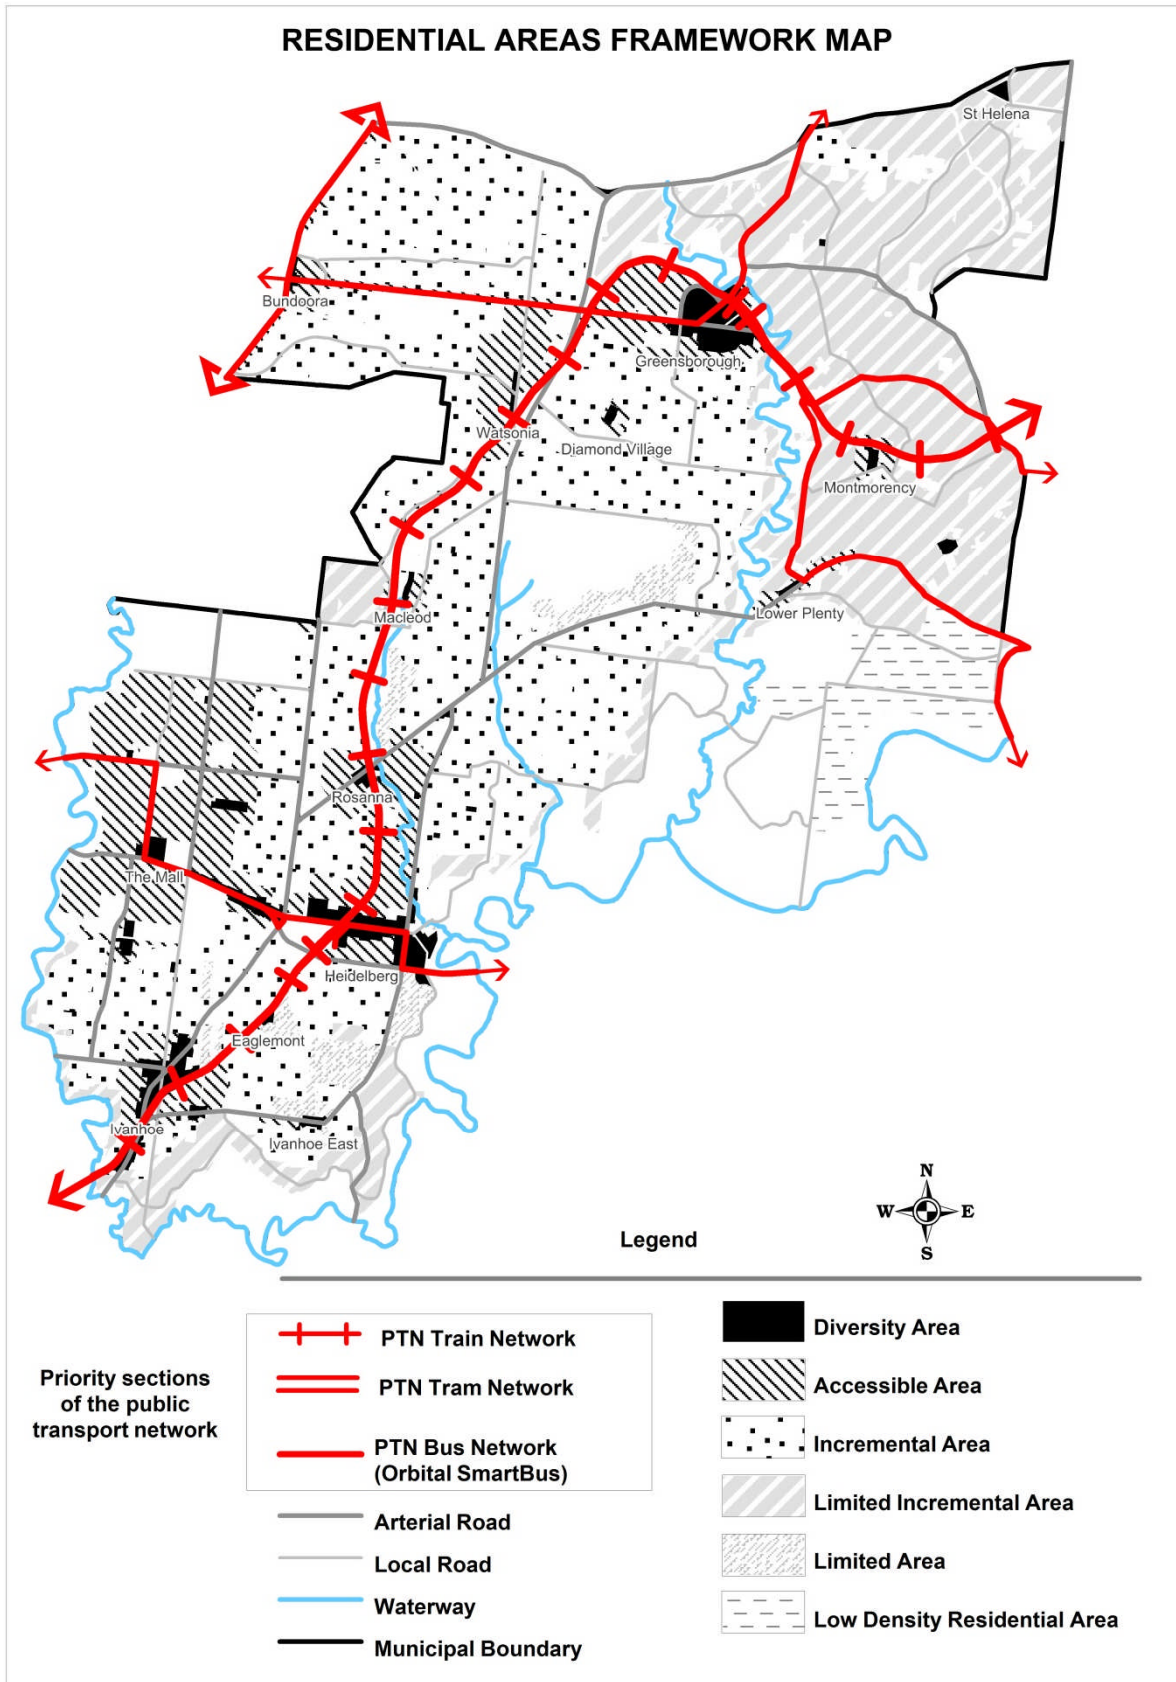 RESIDENTIAL AREAS FRAMEWORK MAP
St Helena
Bundoora
Greensborough
Watsonia
Diamond Village
Montmorency
Macleod
Lower Plenty
Rosanna
The Mall
Heidelberg
Eaglemont
Ivanhoe
Ivanhoe East
N
W
E
S
Legend
Priority sections
of the public
transport network
PTN Train Network
PTN Tram Network
PTN Bus Network
(Orbital SmartBus)
Arterial Road
Local Road
Waterway
Municipal Boundary
Diversity Area
Accessible Area
Incremental Area
Limited Incremental Area
Limited Area
Low Density Residential Area